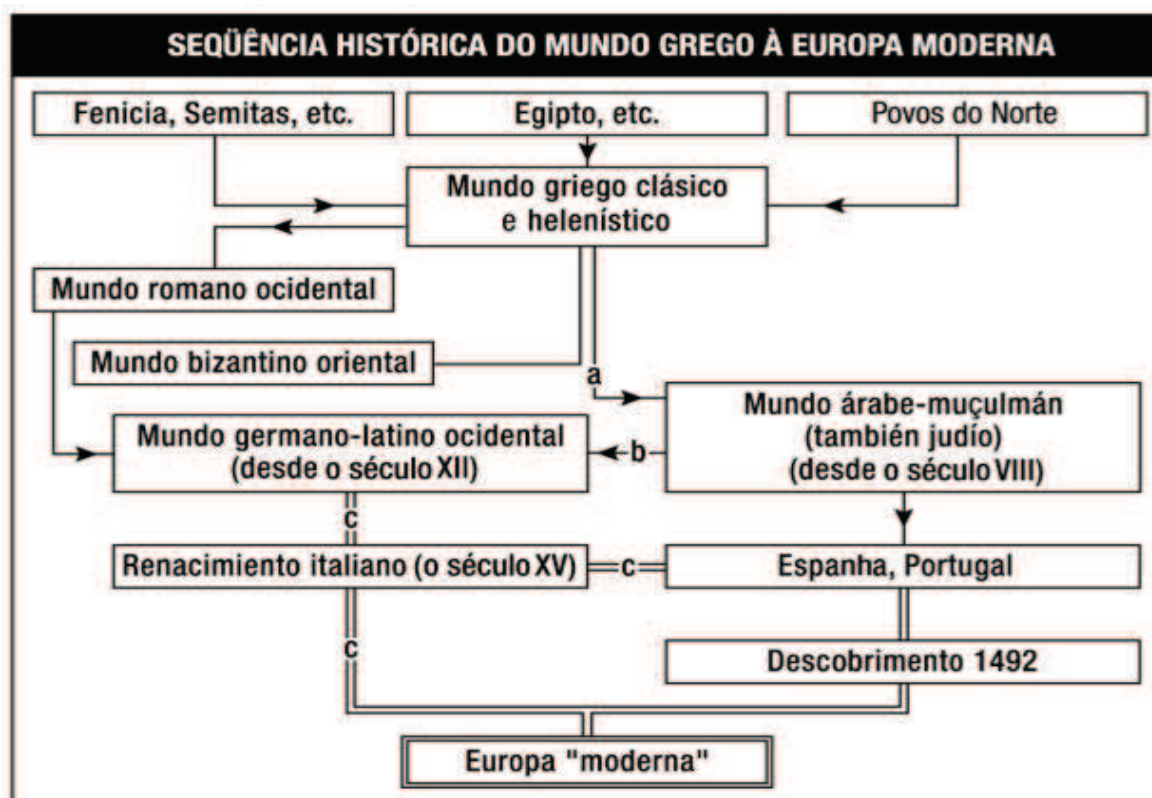 SEQÜÊNCIA HISTÓRICA DO MUNDO GREGO À EUROPA MODERNA
Fenicia, Semitas, etc.
Egipto, etc.
Povos do Norte
Mundo griego clásico
e helenístico
Mundo romano ocidental
Mundo bizantino oriental
a
Mundo árabe-muçulmán
(también judío)
(desde o século VIII)
Mundo germano-latino ocidental
(desde o século XII)
b
c
Renacimiento italiano (o século XV)
c
Espanha, Portugal
c
Descobrimento 1492
Europa "moderna"